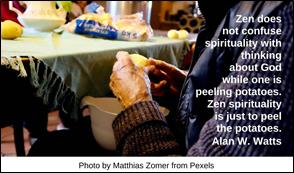 Zen does
not confuse
spirituality with
thinking
about God
while one is
peeling potatoes.
Zen spirituality
is just to peel
the potatoes.
Alan W. Watts
Photo by Matthias Zomer from Pexels